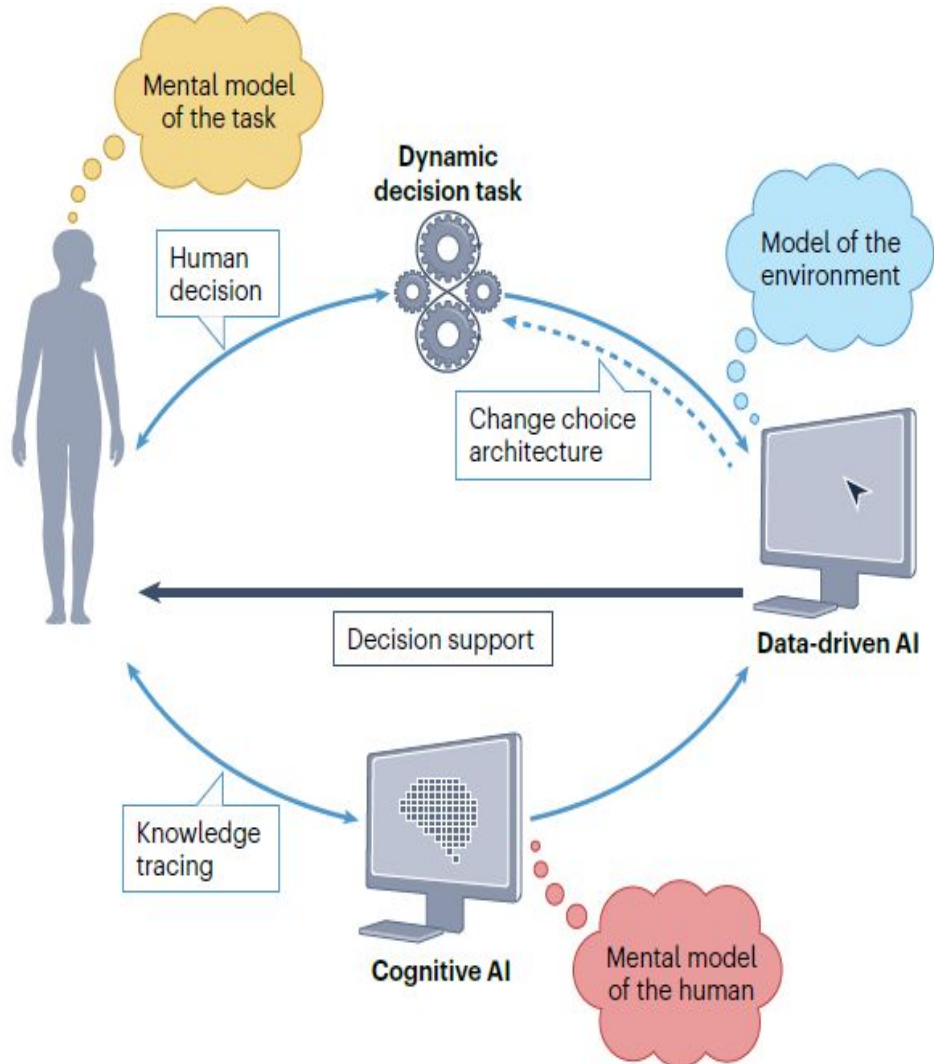 Mental model
of the task
Dynamic
decision task
Human
decision
Model of the
environment
Change choice
architecture
Decision support
Data-driven AI
Knowledge
tracing
Cognitive AI
Mental model
of the human